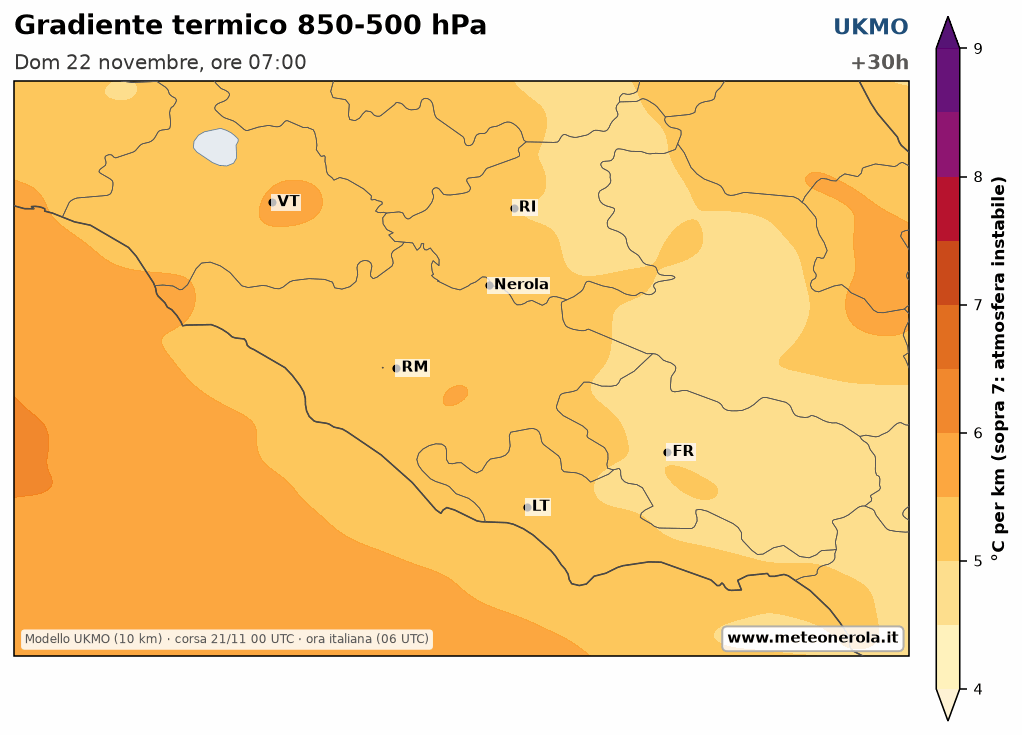 Gradiente termico 850-500 hPa
UKMO
Dom 22 novembre, ore 07:00
+30h
VT
RI
Nerola
RM
FR
LT
Modello UKMO (10 km) · corsa 21/11 00 UTC · ora italiana (06 UTC)
www.meteonerola.it
9
8
7
6
5
4
°C per km (sopra 7: atmosfera instabile)